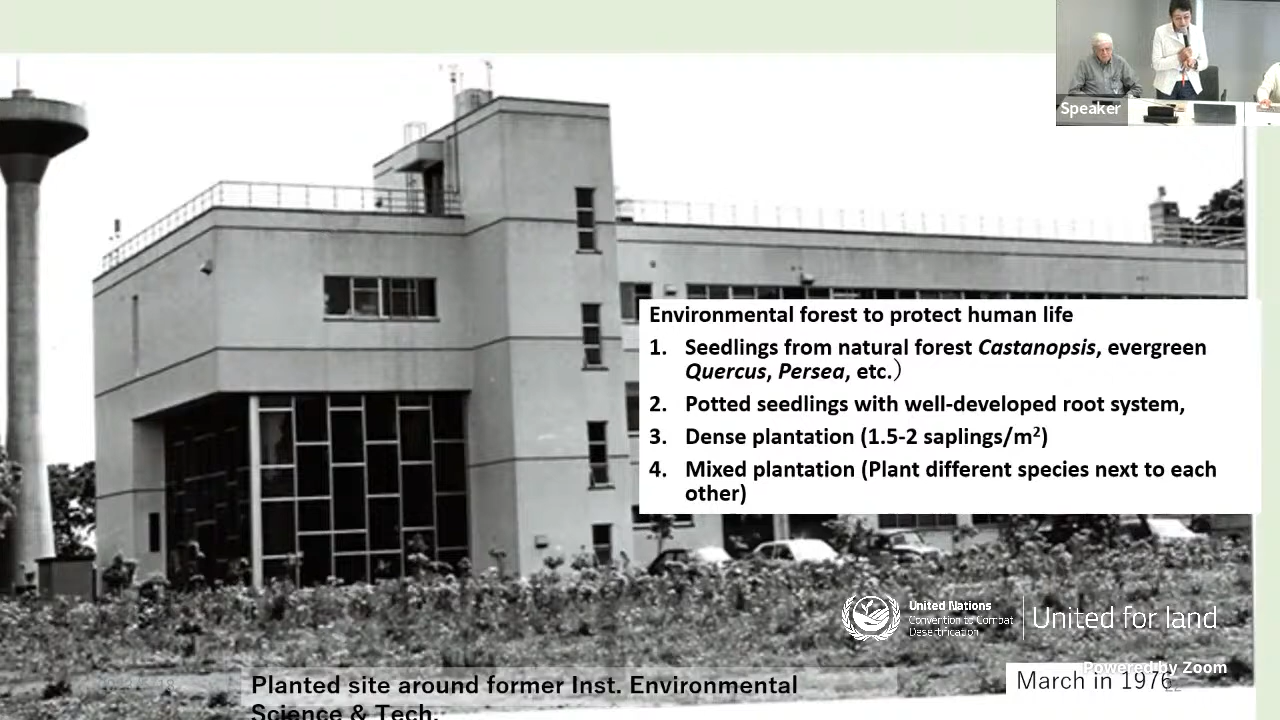 Speaker
Environmental forest to protect human life
1. Seedlings from natural forest Castanopsis, evergreen
Quercus, Persea, etc.）
2. Potted seedlings with well-developed root system,
3. Dense plantation (1.5-2 saplings/m²)
4. Mixed plantation (Plant different species next to each
other)
United Nations
Convention to Combat
Desertification
United for land
Powered by Zoom
March in 1976
22
Planted site around former Inst. Environmental
Science & Tech.